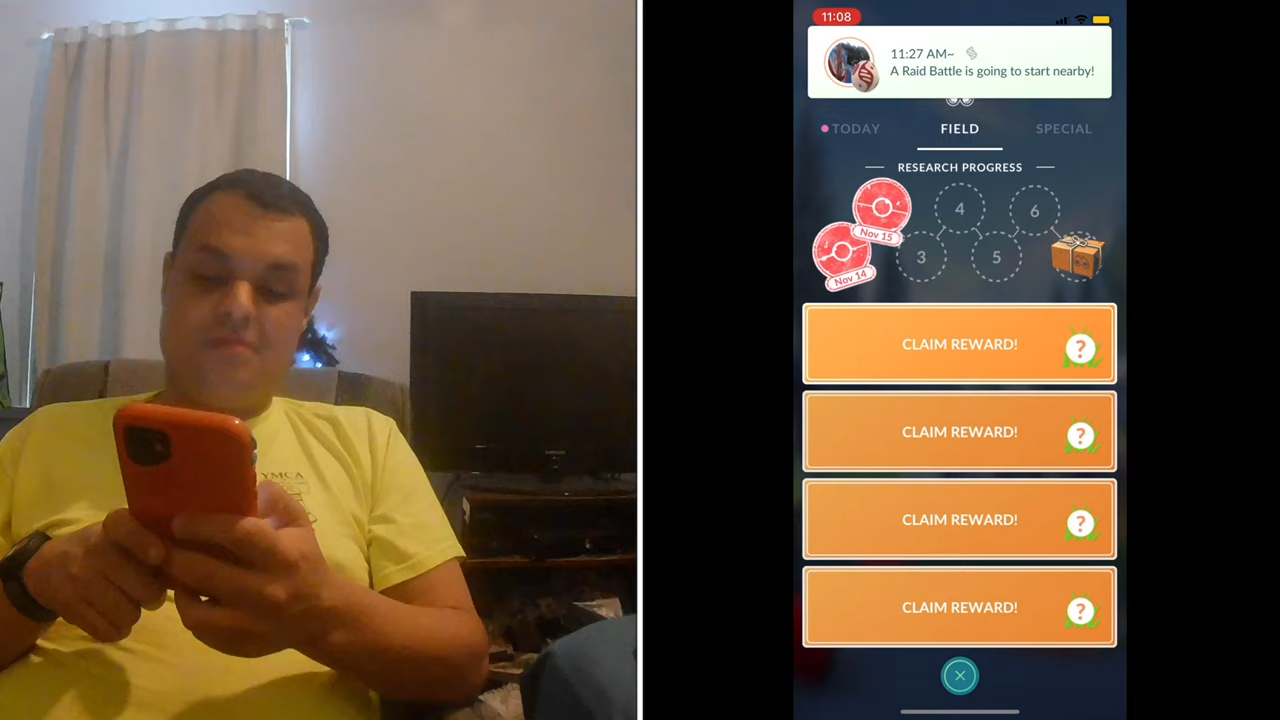 YMCA
SAMSUNG
11:08
11:27 AM~
A Raid Battle is going to start nearby!
TODAY
FIELD
SPECIAL
RESEARCH PROGRESS
4
6
Nov 15
3
5
Nov 14
CLAIM REWARD!
?
CLAIM REWARD!
?
CLAIM REWARD!
?
CLAIM REWARD!
?